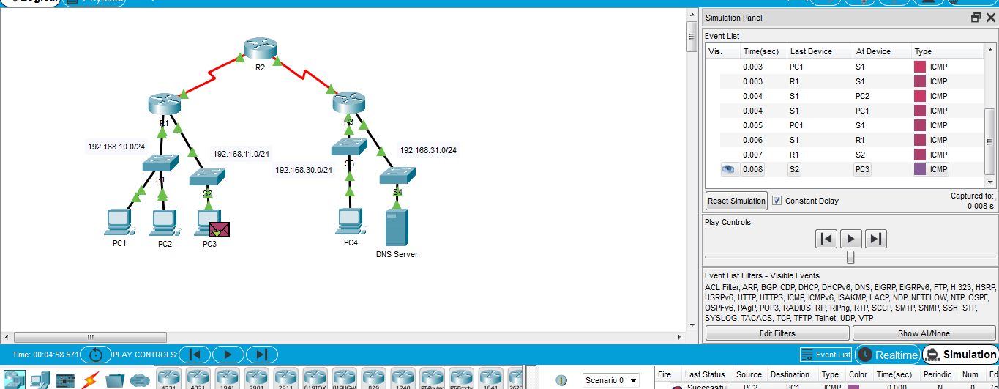 Logical Physical
R2
R1
R3
192.168.10.0/24
192.168.11.0/24
192.168.30.0/24
192.168.31.0/24
S1
S2
S3
S4
PC1
PC2
PC3
PC4
DNS Server
Simulation Panel
Event List
Vis. Time(sec) Last Device At Device Type
0.003 PC1 S1 ICMP
0.003 R1 S1 ICMP
0.004 S1 PC2 ICMP
0.004 S1 PC1 ICMP
0.005 PC1 S1 ICMP
0.006 S1 R1 ICMP
0.007 R1 S2 ICMP
0.008 S2 PC3 ICMP
Reset Simulation Constant Delay Captured to:
0.008 s
Play Controls
Event List Filters - Visible Events
ACL Filter, ARP, BGP, CDP, DHCP, DHCPv6, DNS, EIGRP, EIGRPv6, FTP, H.323, HSRP,
HSRPv6, HTTP, HTTPS, ICMP, ICMPv6, ISAKMP, LACP, NDP, NETFLOW, NTP, OSPF,
OSPFv6, PAgP, POP3, RADIUS, RIP, RIPng, RTP, SCCP, SMTP, SNMP, SSH, STP,
SYSLOG, TACACS, TCP, TFTP, Telnet, UDP, VTP
Edit Filters Show All/None
Time: 00:04:58.571 PLAY CONTROLS: Event List Realtime Simulation
4331 4321 1941 2901 2911 819IOX 819HGW 829 1240 PT-Router PT-Empty 1841 2620
Scenario 0
Fire Last Status Source Destination Type Color Time(sec) Periodic Num Ed
Successful PC2 PC1 ICMP 0.000 N 0